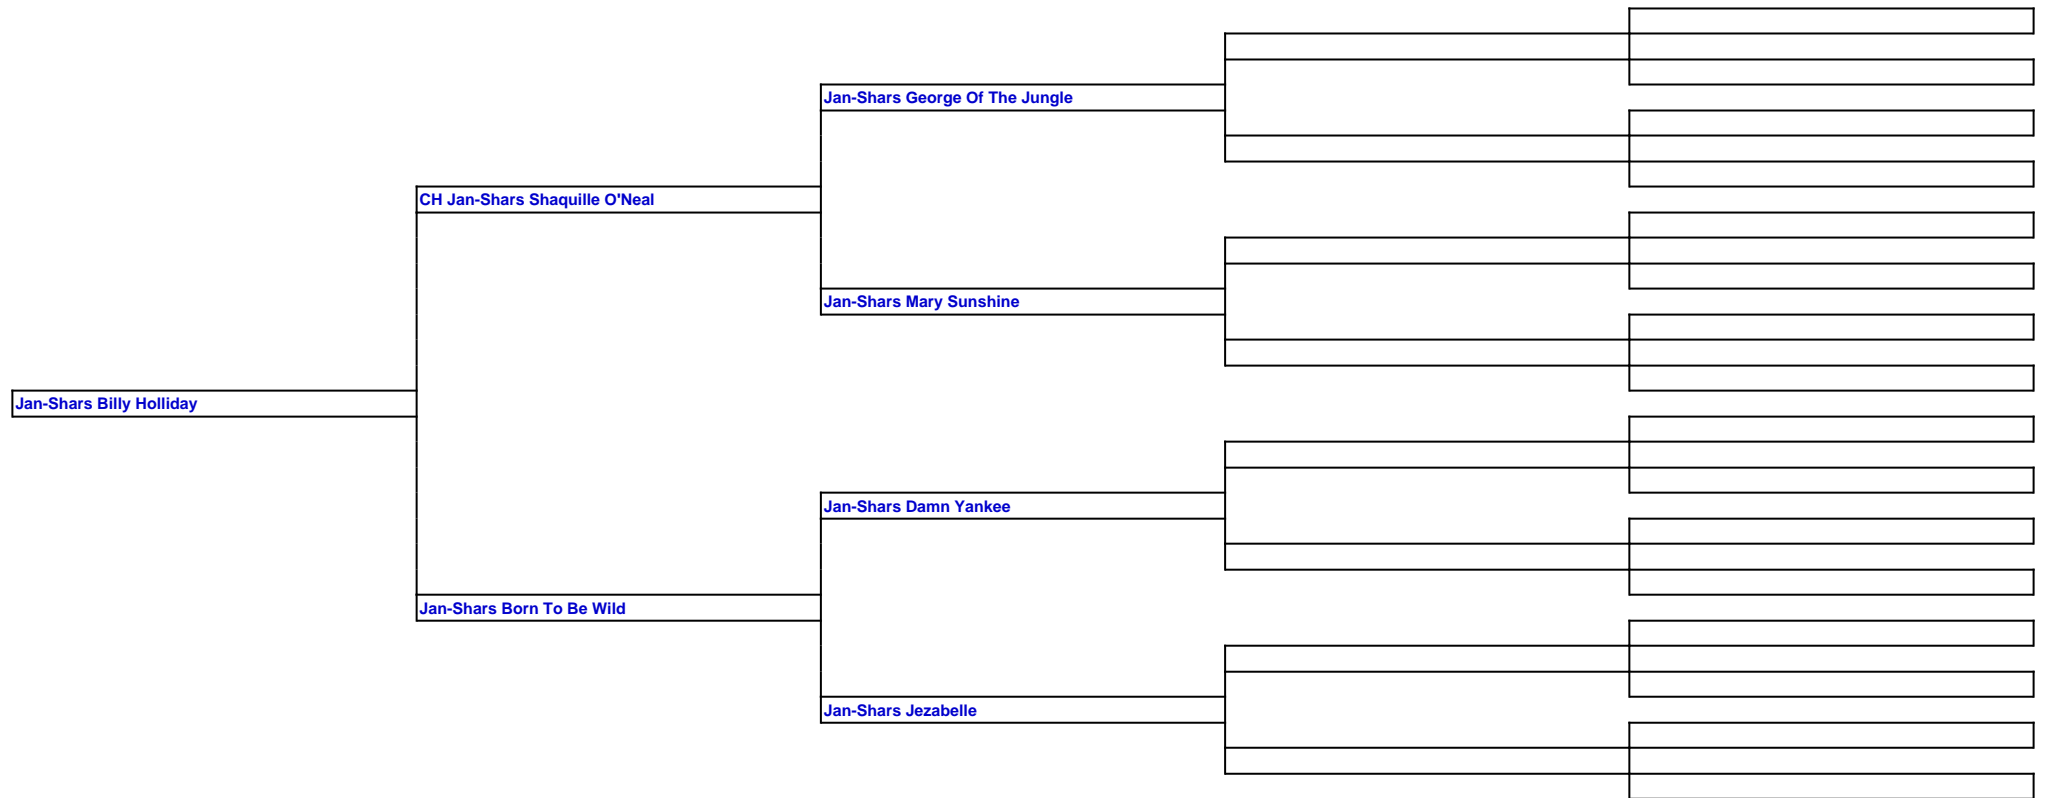 Jan-Shars George Of The Jungle
CH Jan-Shars Shaquille O'Neal
Jan-Shars Mary Sunshine
Jan-Shars Billy Holliday
Jan-Shars Damn Yankee
Jan-Shars Born To Be Wild
Jan-Shars Jezabelle